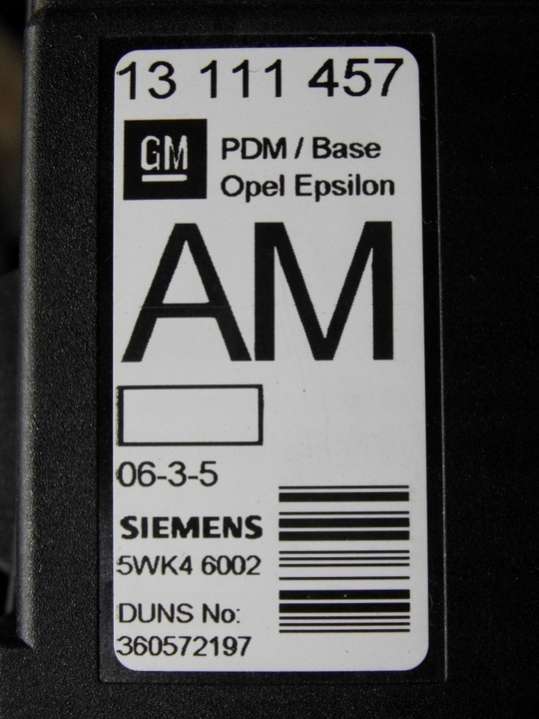 13 111 457
GM
PDM / Base
Opel Epsilon
AM
06-3-5
SIEMENS
5WK4 6002
DUNS No:
360572197